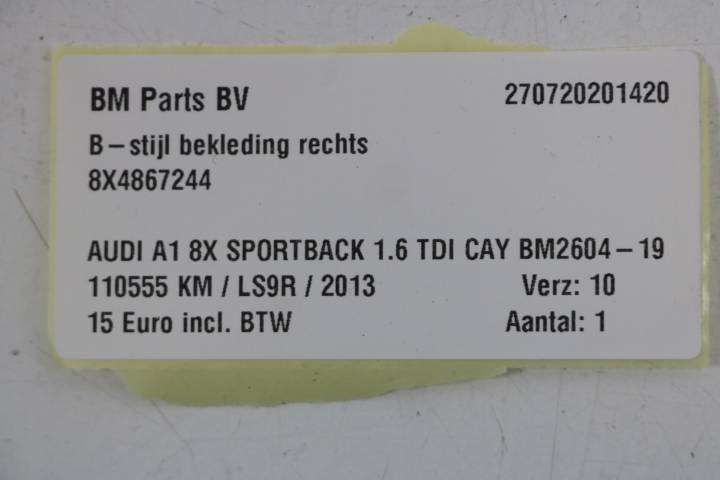 BM Parts BV 270720201420
B-stijl bekleding rechts
8X4867244
AUDI A1 8X SPORTBACK 1.6 TDI CAY BM2604-19
110555 KM / LS9R / 2013 Verz: 10
15 Euro incl. BTW Aantal: 1